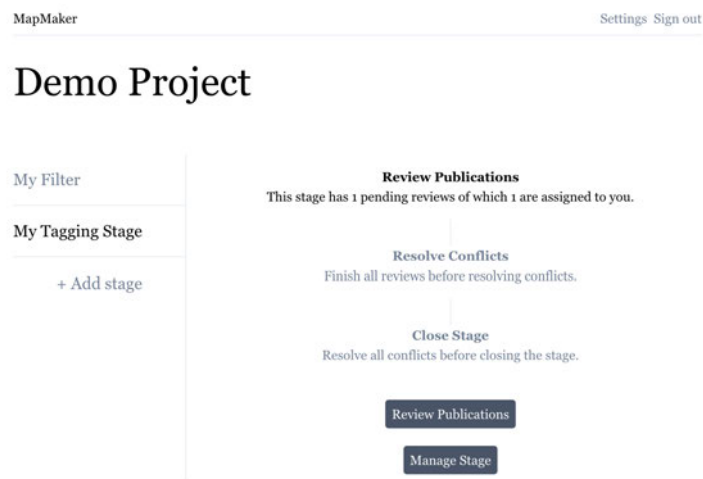 MapMaker
Settings Sign out
Demo Project
My Filter
My Tagging Stage
+ Add stage
Review Publications
This stage has 1 pending reviews of which 1 are assigned to you.
Resolve Conflicts
Finish all reviews before resolving conflicts.
Close Stage
Resolve all conflicts before closing the stage.
Review Publications
Manage Stage